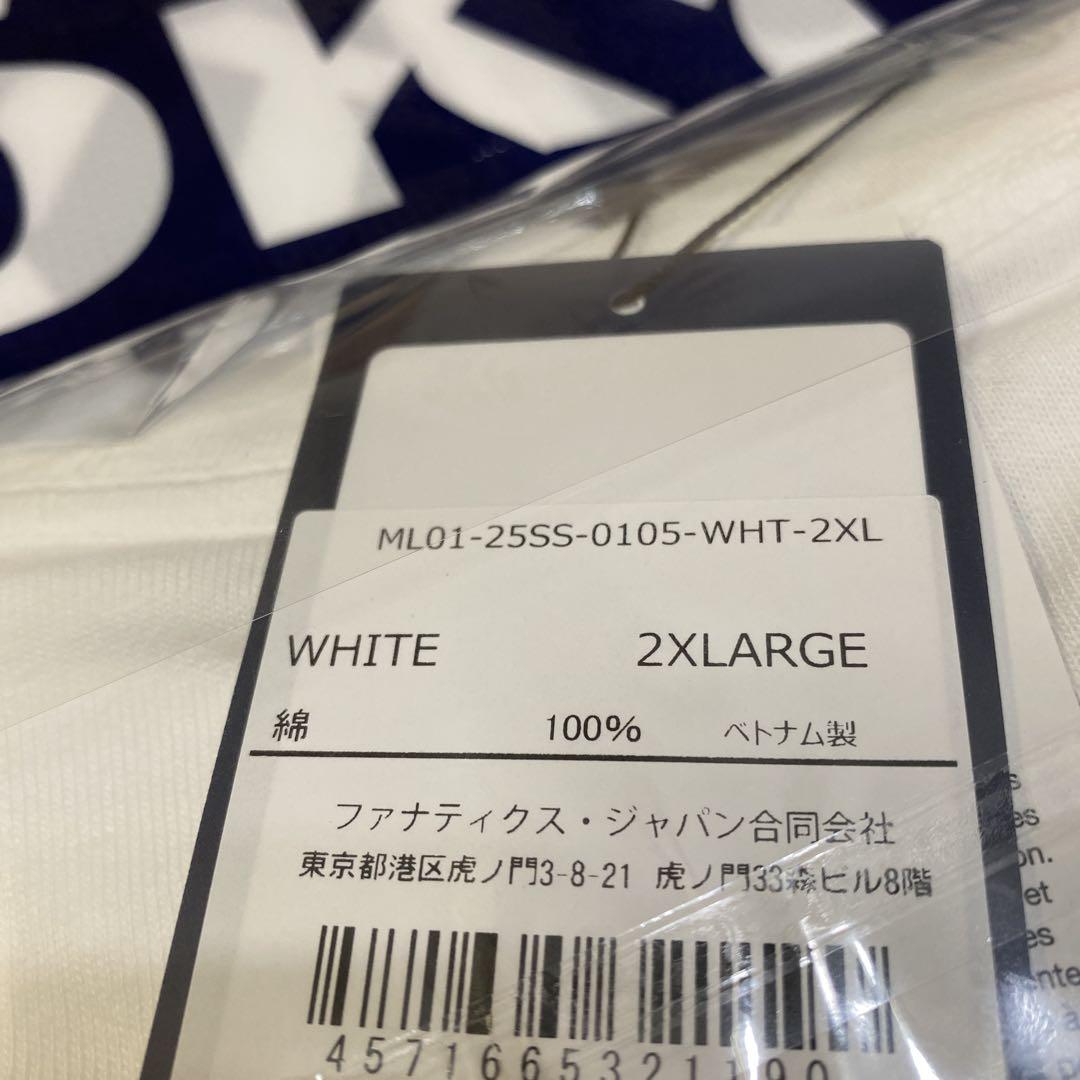 OKY
ML01-25SS-0105-WHT-2XL
WHITE 2XLARGE
綿 100% ベトナム製
ファナティクス・ジャパン合同会社
東京都港区虎ノ門3-8-21 虎ノ門33森ビル8階
4571665321190